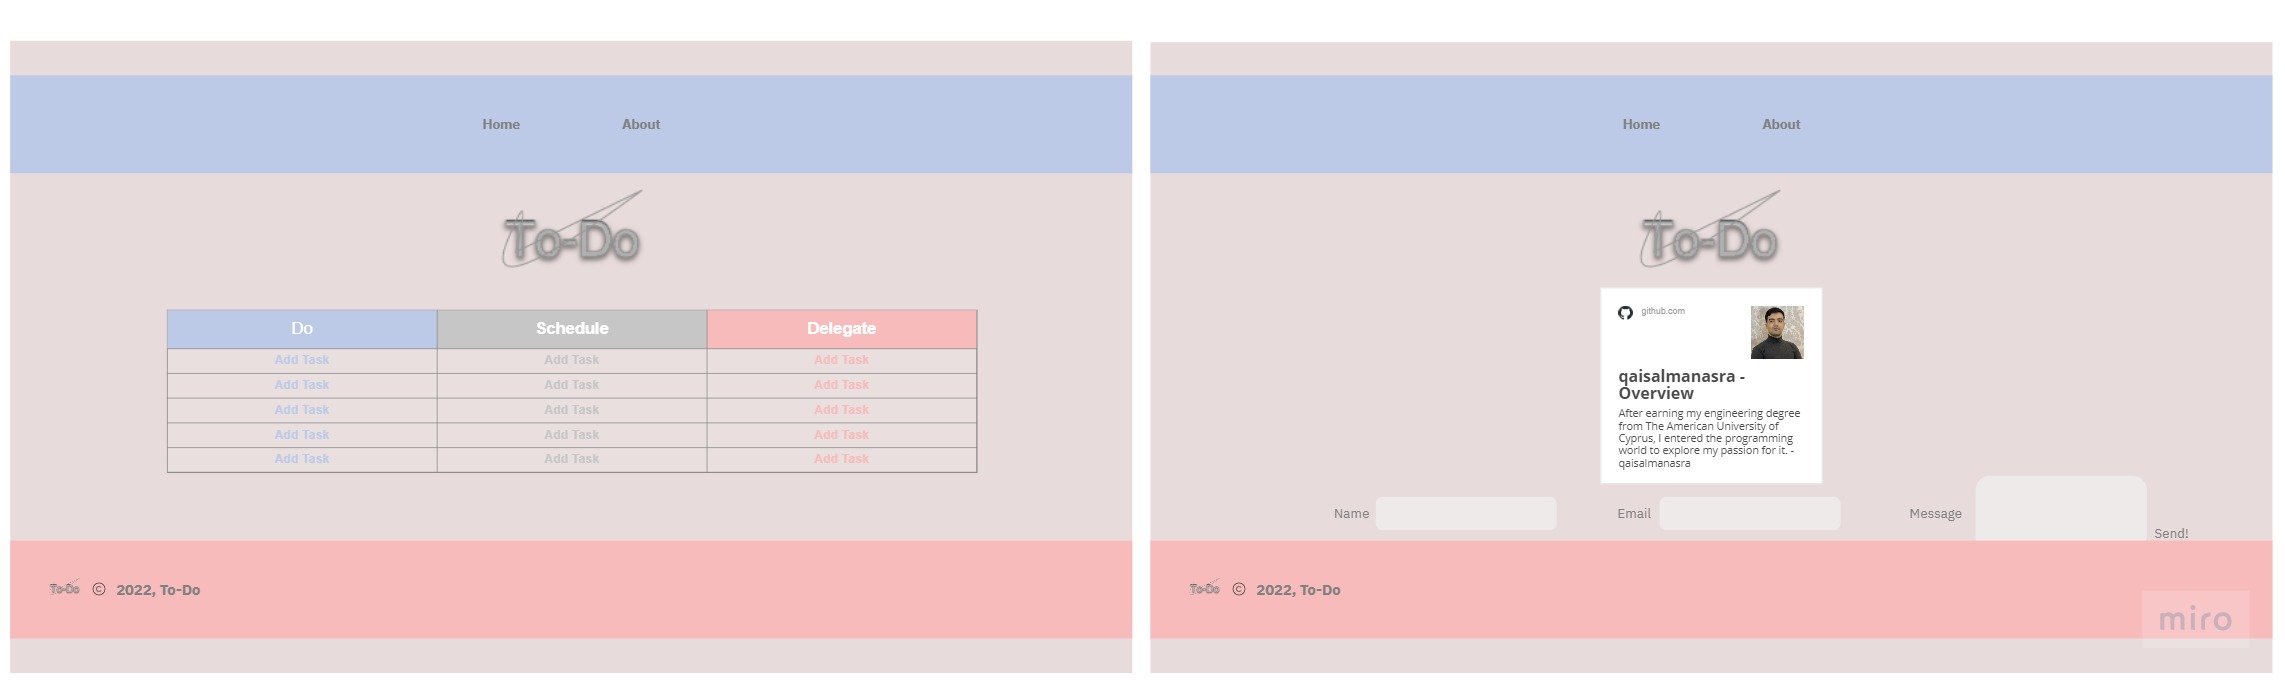 Home About
To-Do
Do Schedule Delegate
Add Task Add Task Add Task
Add Task Add Task Add Task
Add Task Add Task Add Task
Add Task Add Task Add Task
Add Task Add Task Add Task
To-Do © 2022, To-Do
Home About
To-Do
github.com
qaisalmanasra -
Overview
After earning my engineering degree
from The American University of
Cyprus, I entered the programming
world to explore my passion for it. -
qaisalmanasra
Name Email Message
Send!
To-Do © 2022, To-Do
miro